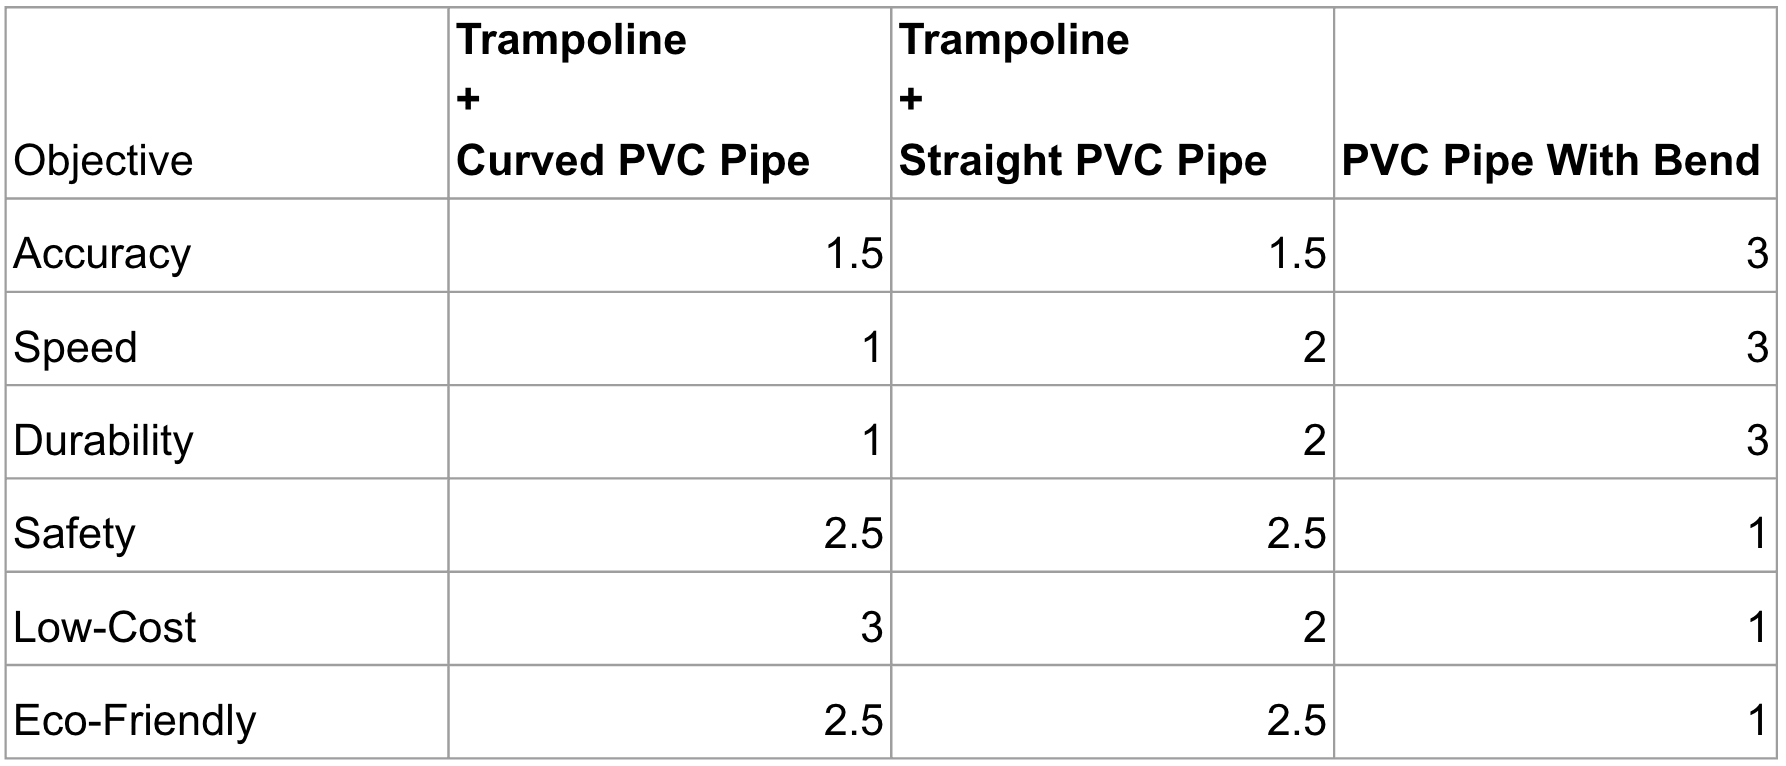 Objective
Trampoline
+
Curved PVC Pipe
Trampoline
+
Straight PVC Pipe
PVC Pipe With Bend
Accuracy 1.5 1.5 3
Speed 1 2 3
Durability 1 2 3
Safety 2.5 2.5 1
Low-Cost 3 2 1
Eco-Friendly 2.5 2.5 1